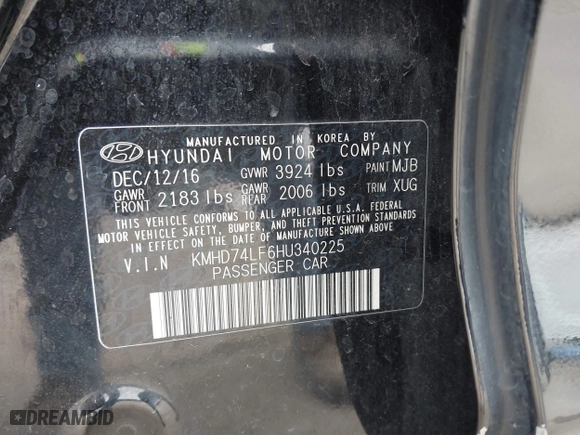 MANUFACTURED IN KOREA BY
HYUNDAI MOTOR COMPANY
DEC/12/16 GVWR 3924 lbs PAINT MJB
GAWR FRONT 2183 lbs GAWR REAR 2006 lbs TRIM XUG
THIS VEHICLE CONFORMS TO ALL APPLICABLE U.S.A. FEDERAL
MOTOR VEHICLE SAFETY, BUMPER, AND THEFT PREVENTION STANDARDS
IN EFFECT ON THE DATE OF MANUFACTURE SHOWN ABOVE.
V.I.N KMHD74LF6HU340225
PASSENGER CAR
DREAMBID